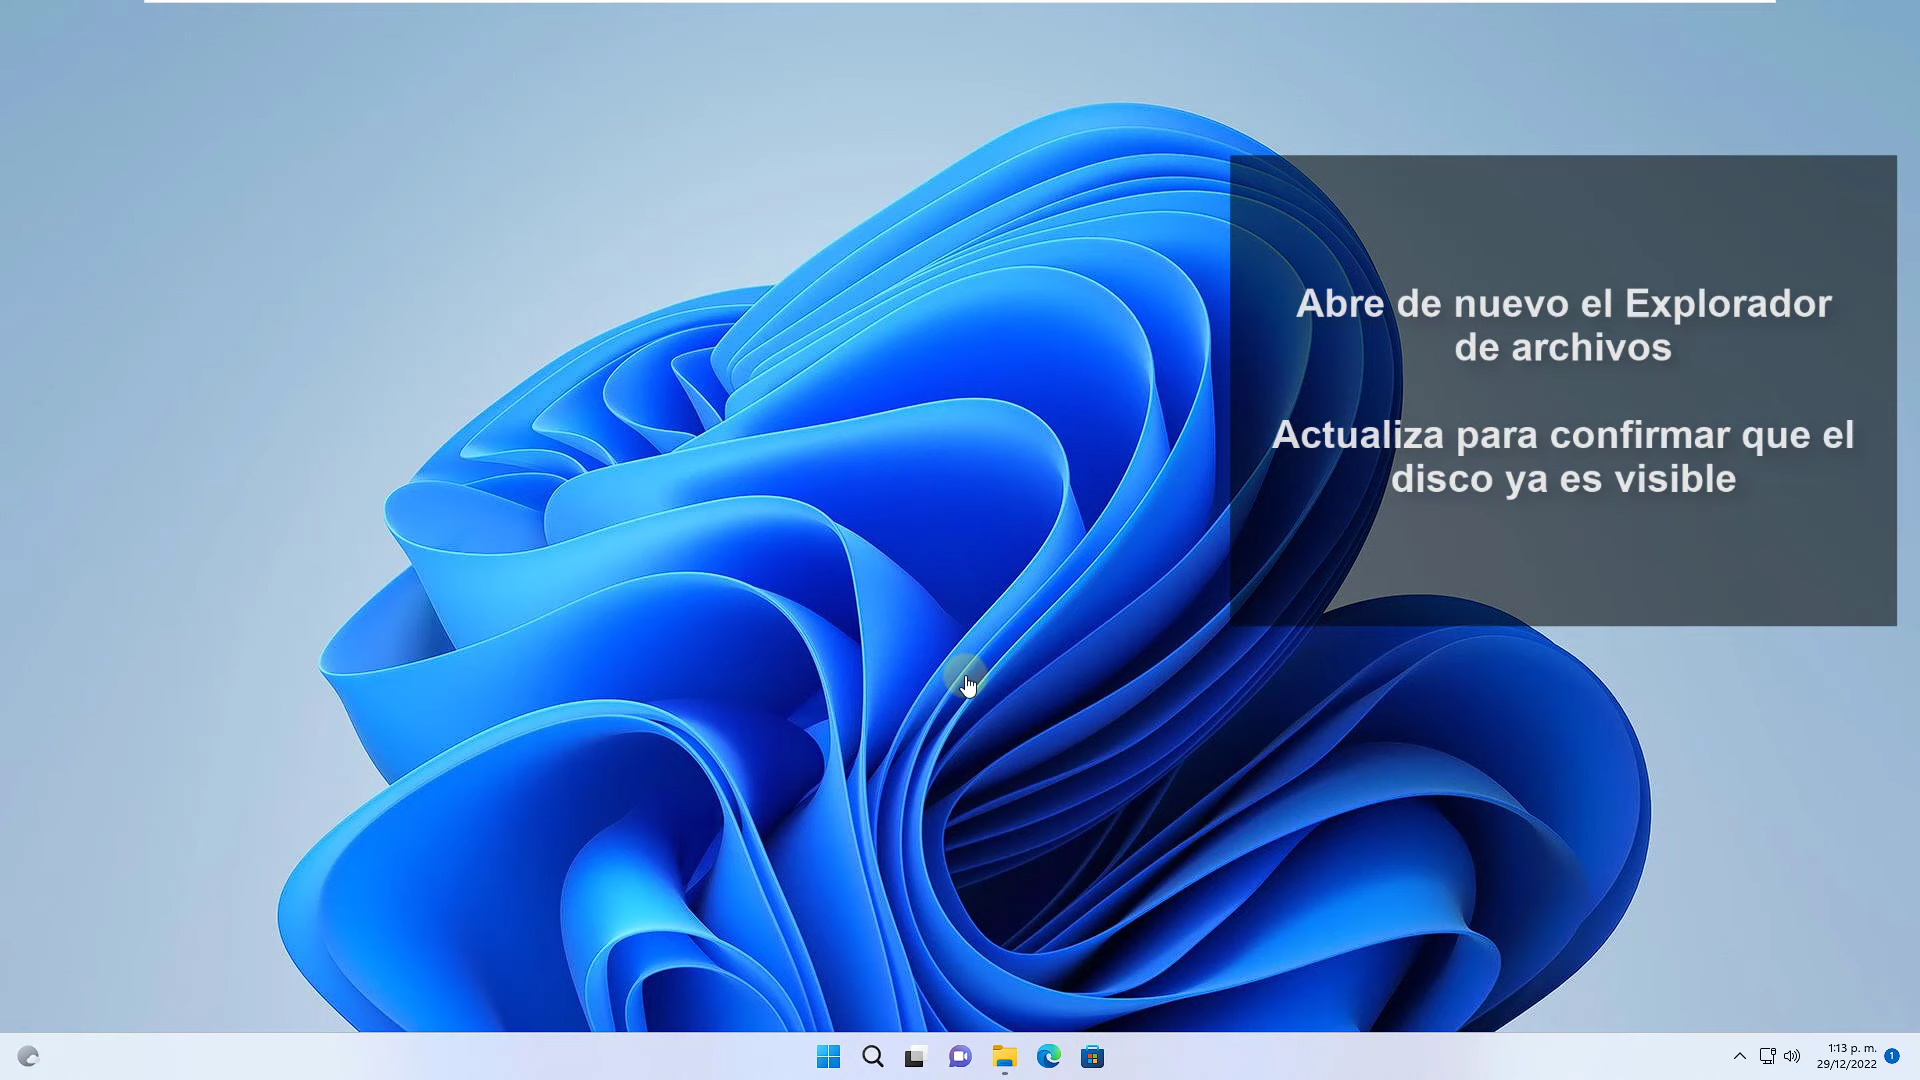 Abre de nuevo el Explorador
de archivos
Actualiza para confirmar que el
disco ya es visible
1:13 p. m.
29/12/2022
1